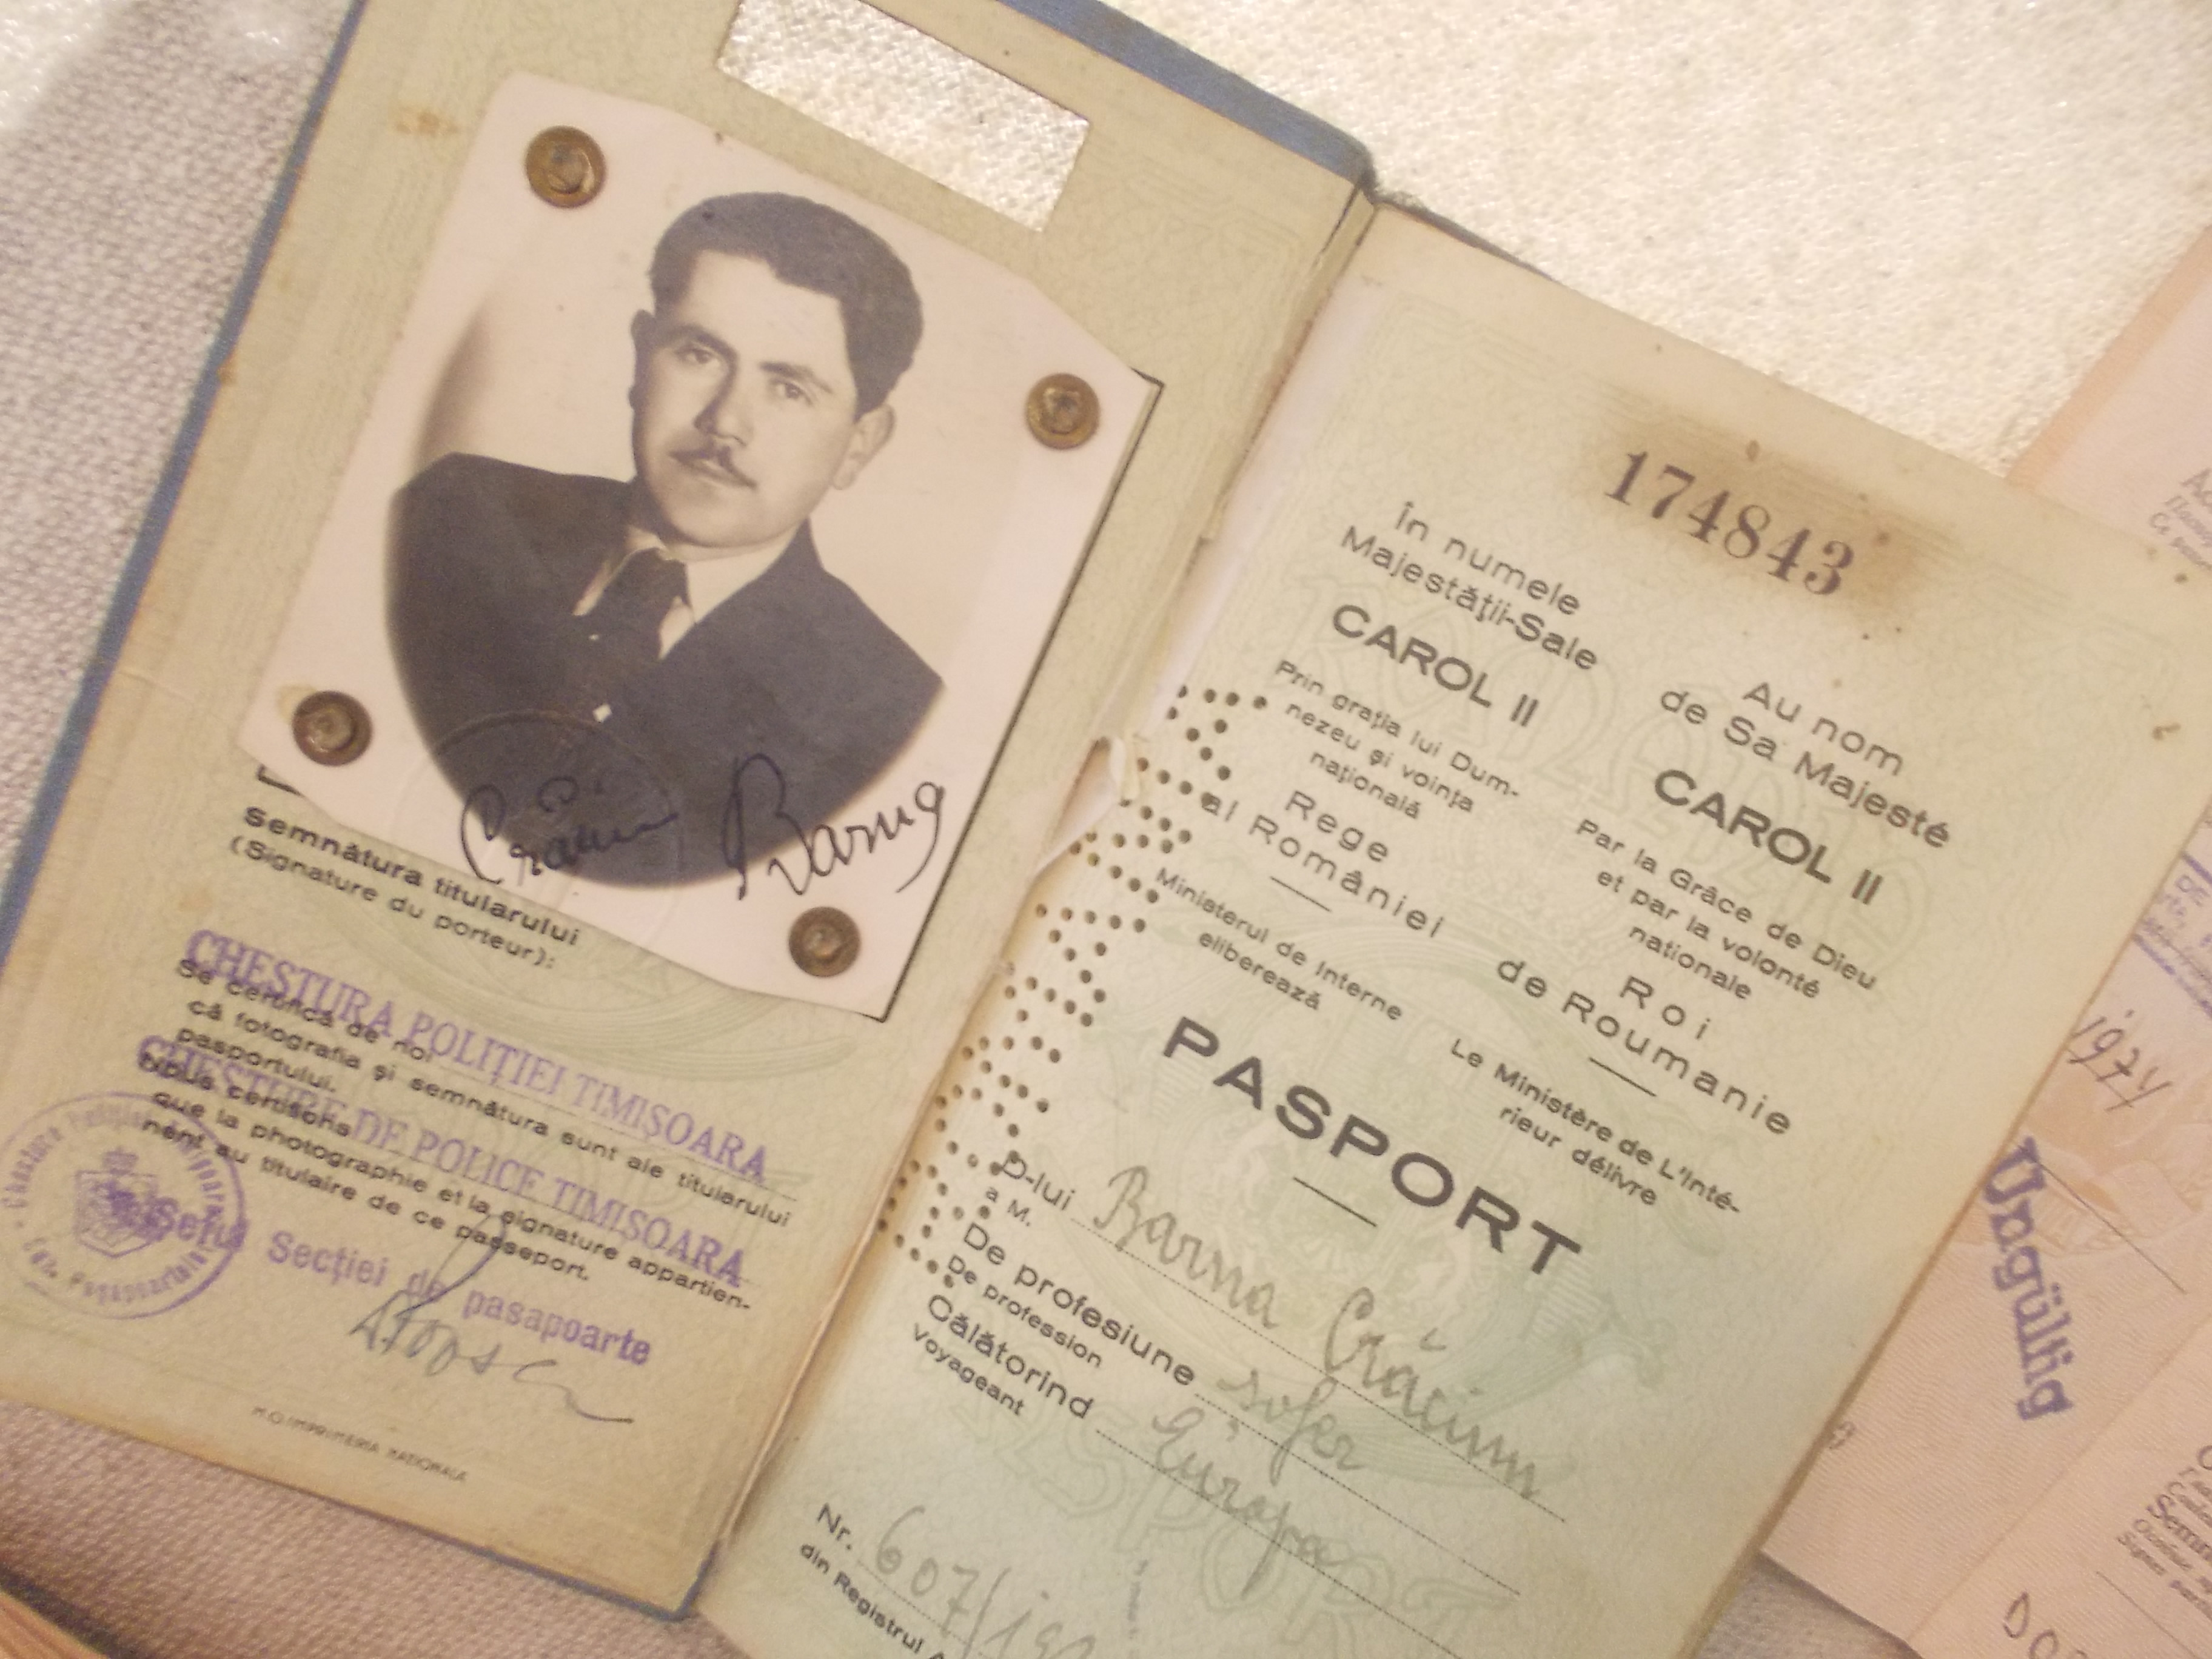 Crăciun Barna
Semnătura titularului
(Signature du porteur):
CHESTURA POLIȚIEI TIMIȘOARA
Se certifică de noi
că fotografia și semnătura sunt ale titularului
pasportului.
CHESTURE DE POLICE TIMIȘOARA
Nous certifions
que la photographie et la signature appartien-
nent au titulaire de ce passeport.
Șeful Secției de pasapoarte
M.O. IMPRIMERIA NAȚIONALĂ
174843
În numele
Majestății-Sale
CAROL II
Prin grația lui Dum-
nezeu și voința
națională
Rege
al României
Ministerul de Interne
eliberează
Au nom
de Sa Majesté
CAROL II
Par la Grâce de Dieu
et par la volonté
nationale
Roi
de Roumanie
Le Ministère de L'Inté-
rieur délivre
PASPORT
D-lui Barna Crăciun
a M.
De profesiune șofer
De profession
Călătorind Europa
Voyageant
Nr. 607/19
din Registrul
1974
Ungültig